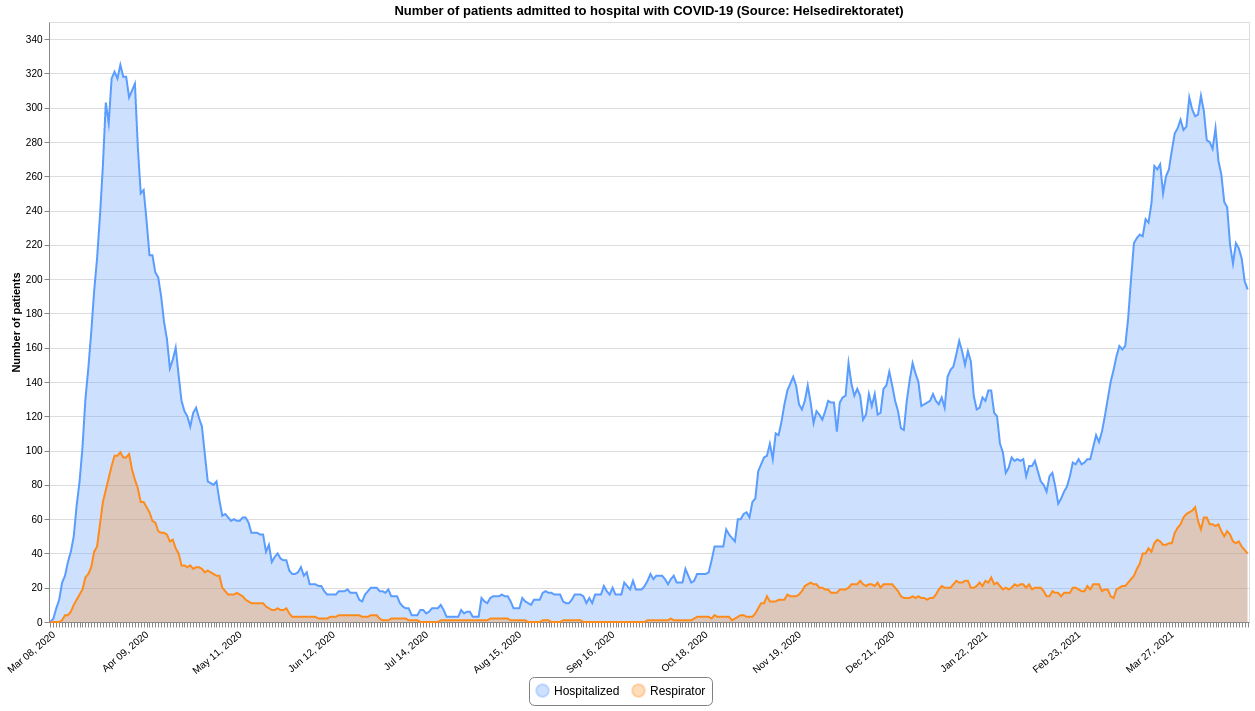 Number of patients admitted to hospital with COVID-19 (Source: Helsedirektoratet)
Number of patients
340
320
300
280
260
240
220
200
180
160
140
120
100
80
60
40
20
0
Mar 08, 2020
Apr 09, 2020
May 11, 2020
Jun 12, 2020
Jul 14, 2020
Aug 15, 2020
Sep 16, 2020
Oct 18, 2020
Nov 19, 2020
Dec 21, 2020
Jan 22, 2021
Feb 23, 2021
Mar 27, 2021
Hospitalized
Respirator